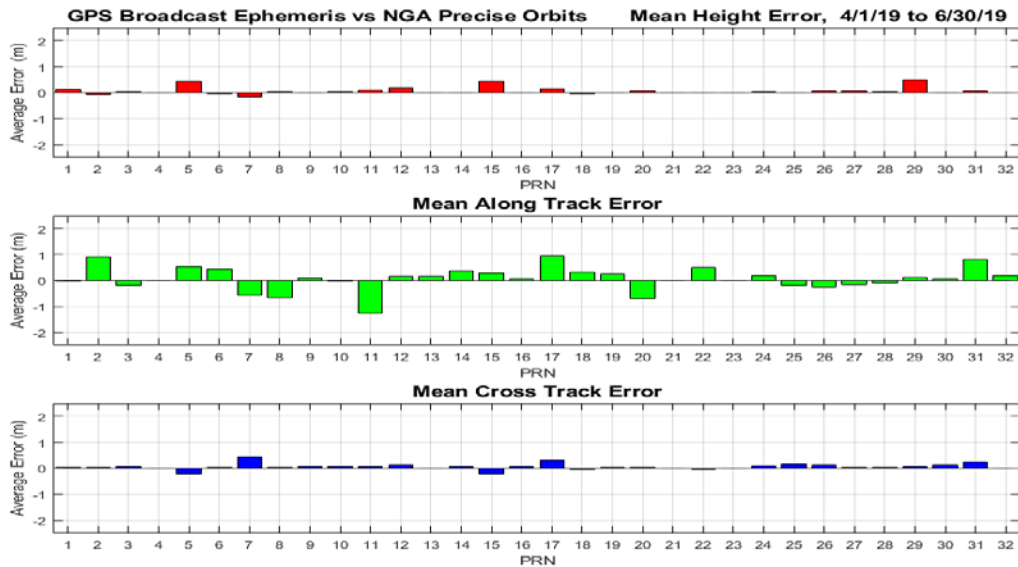 GPS Broadcast Ephemeris vs NGA Precise Orbits Mean Height Error, 4/1/19 to 6/30/19
Average Error (m)
2
1
0
-1
-2
1 2 3 4 5 6 7 8 9 10 11 12 13 14 15 16 17 18 19 20 21 22 23 24 25 26 27 28 29 30 31 32
PRN
Mean Along Track Error
Average Error (m)
2
1
0
-1
-2
1 2 3 4 5 6 7 8 9 10 11 12 13 14 15 16 17 18 19 20 21 22 23 24 25 26 27 28 29 30 31 32
PRN
Mean Cross Track Error
Average Error (m)
2
1
0
-1
-2
1 2 3 4 5 6 7 8 9 10 11 12 13 14 15 16 17 18 19 20 21 22 23 24 25 26 27 28 29 30 31 32
PRN